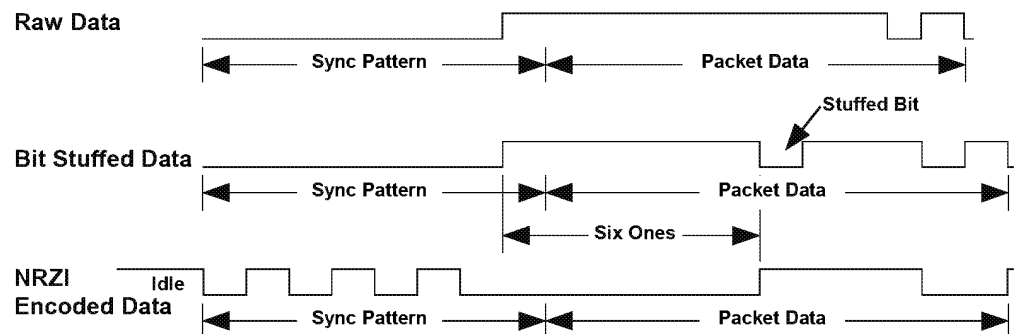 Raw Data
Sync Pattern
Packet Data
Stuffed Bit
Bit Stuffed Data
Sync Pattern
Packet Data
Six Ones
NRZI
Encoded Data
Idle
Sync Pattern
Packet Data